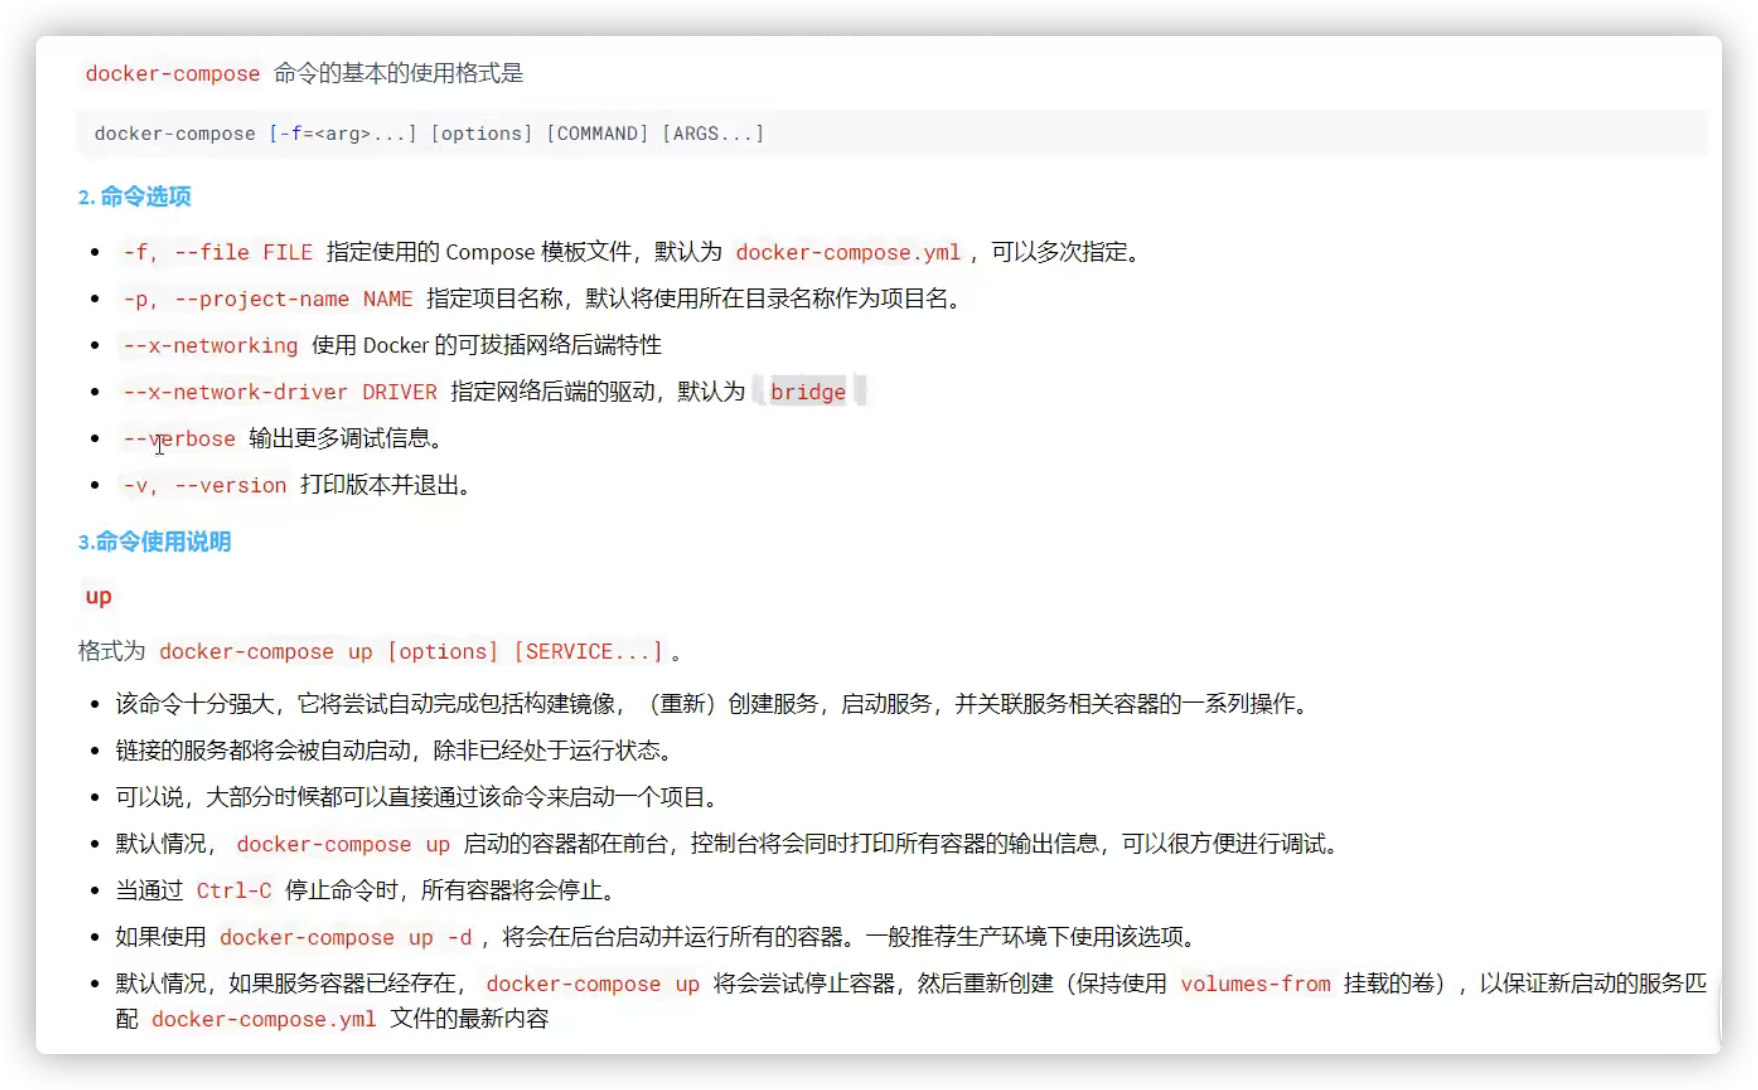 docker-compose 命令的基本的使用格式是
docker-compose [-f=<arg>...] [options] [COMMAND] [ARGS...]
2. 命令选项
-f, --file FILE 指定使用的 Compose 模板文件，默认为 docker-compose.yml ，可以多次指定。
-p, --project-name NAME 指定项目名称，默认将使用所在目录名称作为项目名。
--x-networking 使用 Docker 的可拔插网络后端特性
--x-network-driver DRIVER 指定网络后端的驱动，默认为 bridge
--verbose 输出更多调试信息。
-v, --version 打印版本并退出。
3.命令使用说明
up
格式为 docker-compose up [options] [SERVICE...] 。
该命令十分强大，它将尝试自动完成包括构建镜像，（重新）创建服务，启动服务，并关联服务相关容器的一系列操作。
链接的服务都将会被自动启动，除非已经处于运行状态。
可以说，大部分时候都可以直接通过该命令来启动一个项目。
默认情况， docker-compose up 启动的容器都在前台，控制台将会同时打印所有容器的输出信息，可以很方便进行调试。
当通过 Ctrl-C 停止命令时，所有容器将会停止。
如果使用 docker-compose up -d ，将会在后台启动并运行所有的容器。一般推荐生产环境下使用该选项。
默认情况，如果服务容器已经存在， docker-compose up 将会尝试停止容器，然后重新创建（保持使用 volumes-from 挂载的卷），以保证新启动的服务匹
配 docker-compose.yml 文件的最新内容